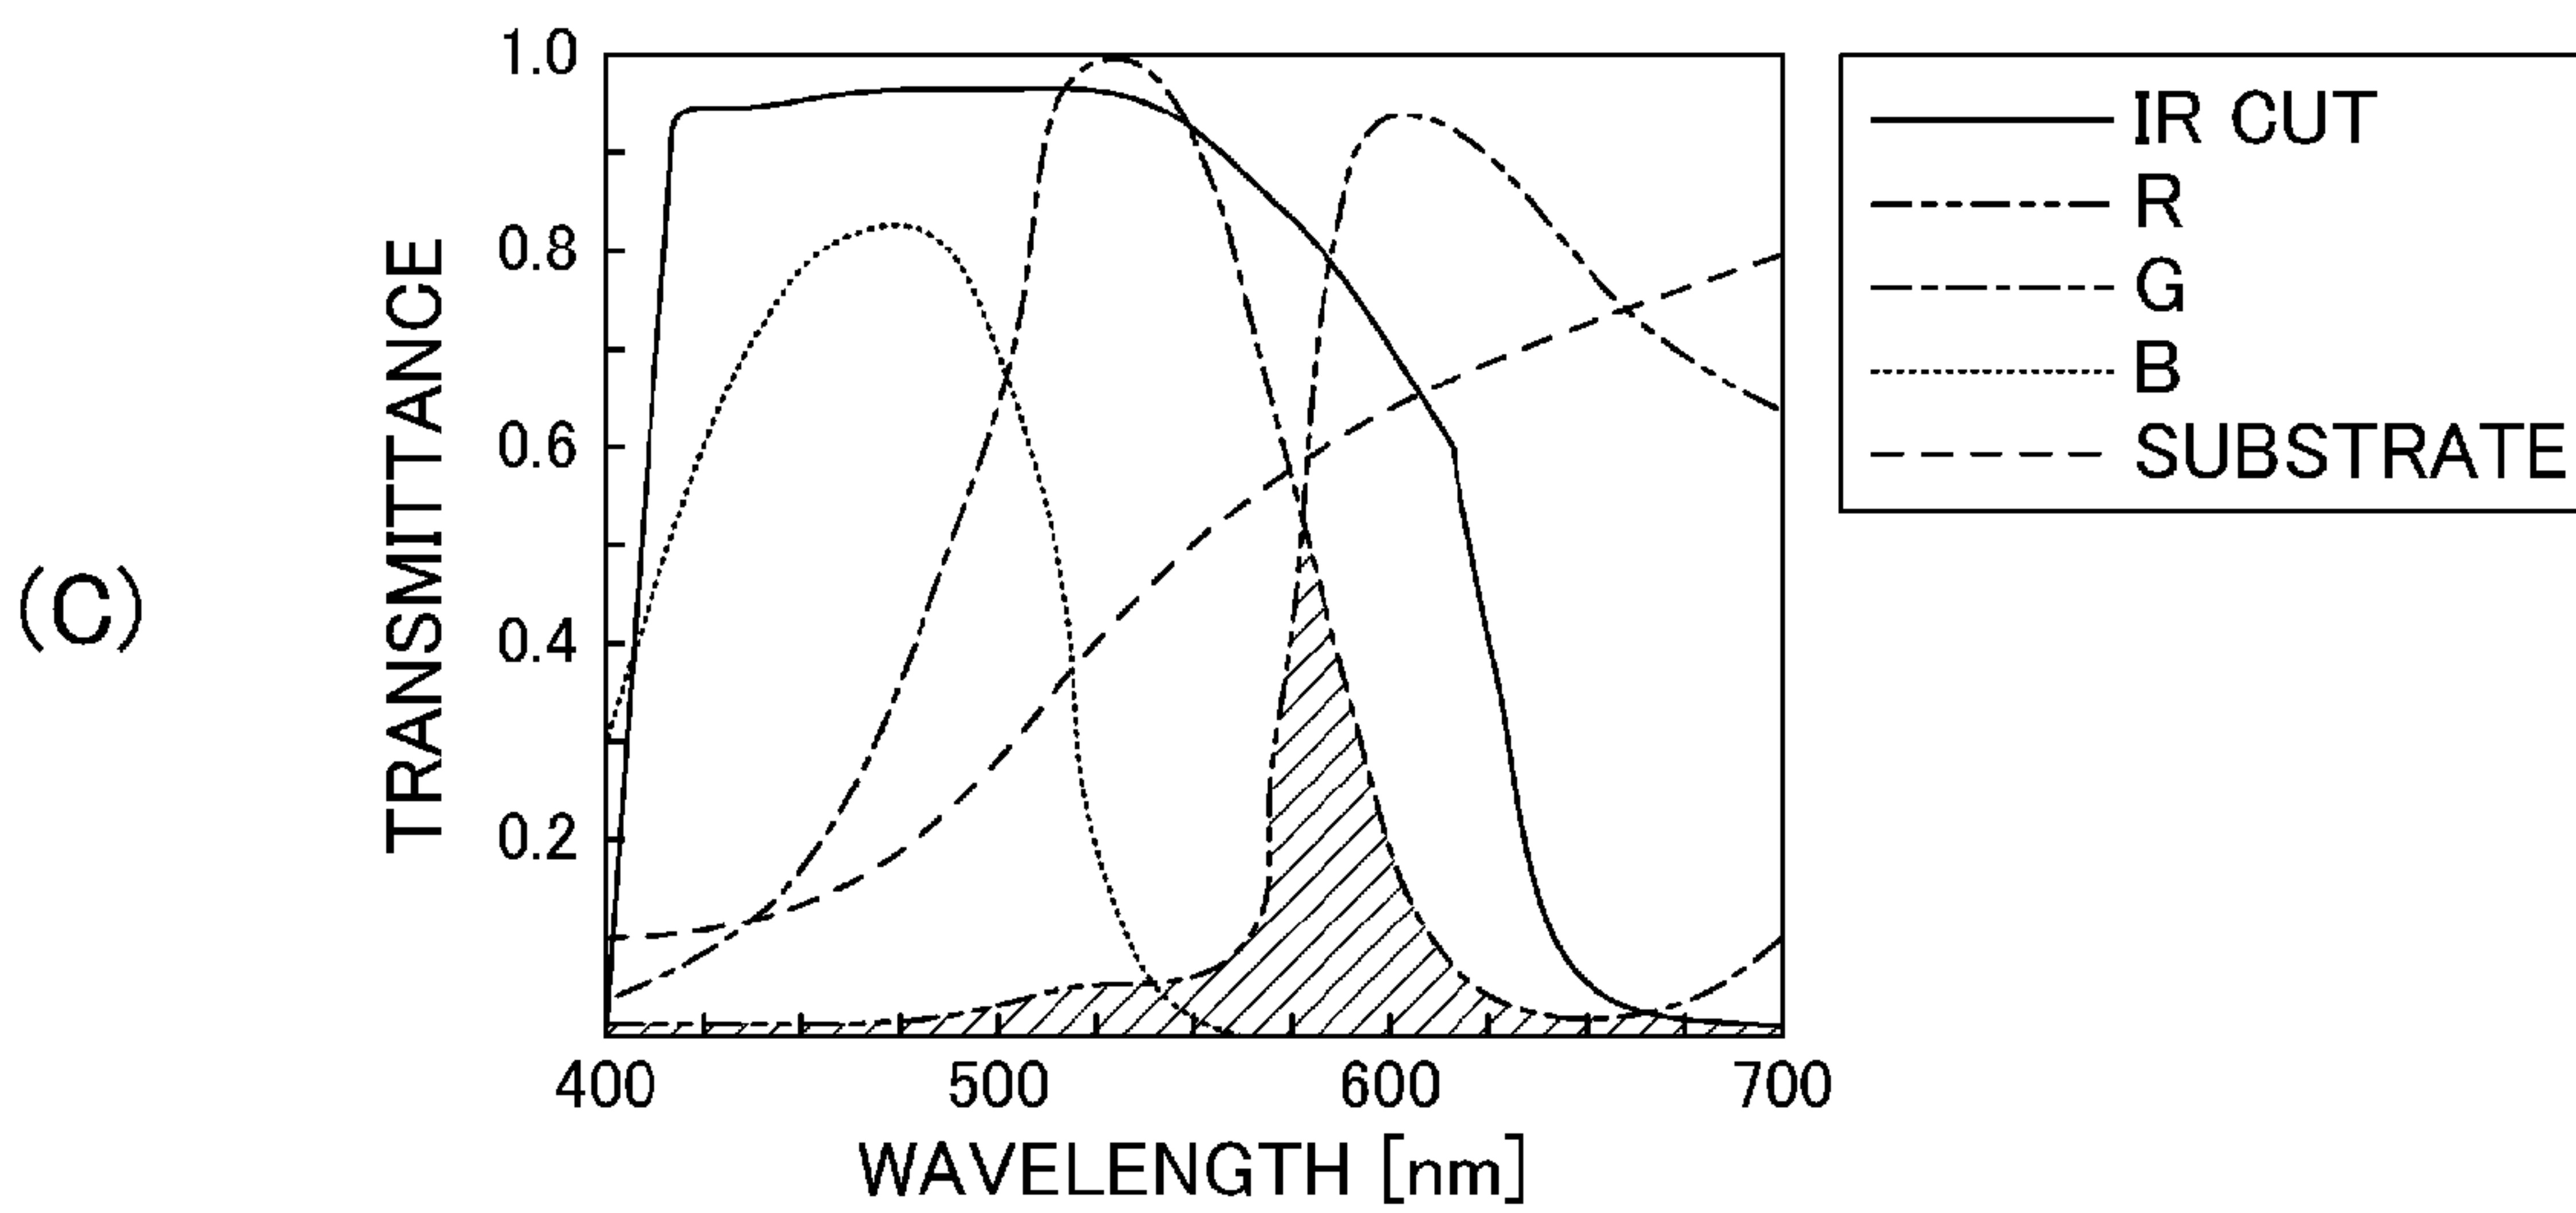 (C)
TRANSMITTANCE
1.0
0.8
0.6
0.4
0.2
400 500 600 700
WAVELENGTH [nm]
IR CUT
R
G
B
SUBSTRATE